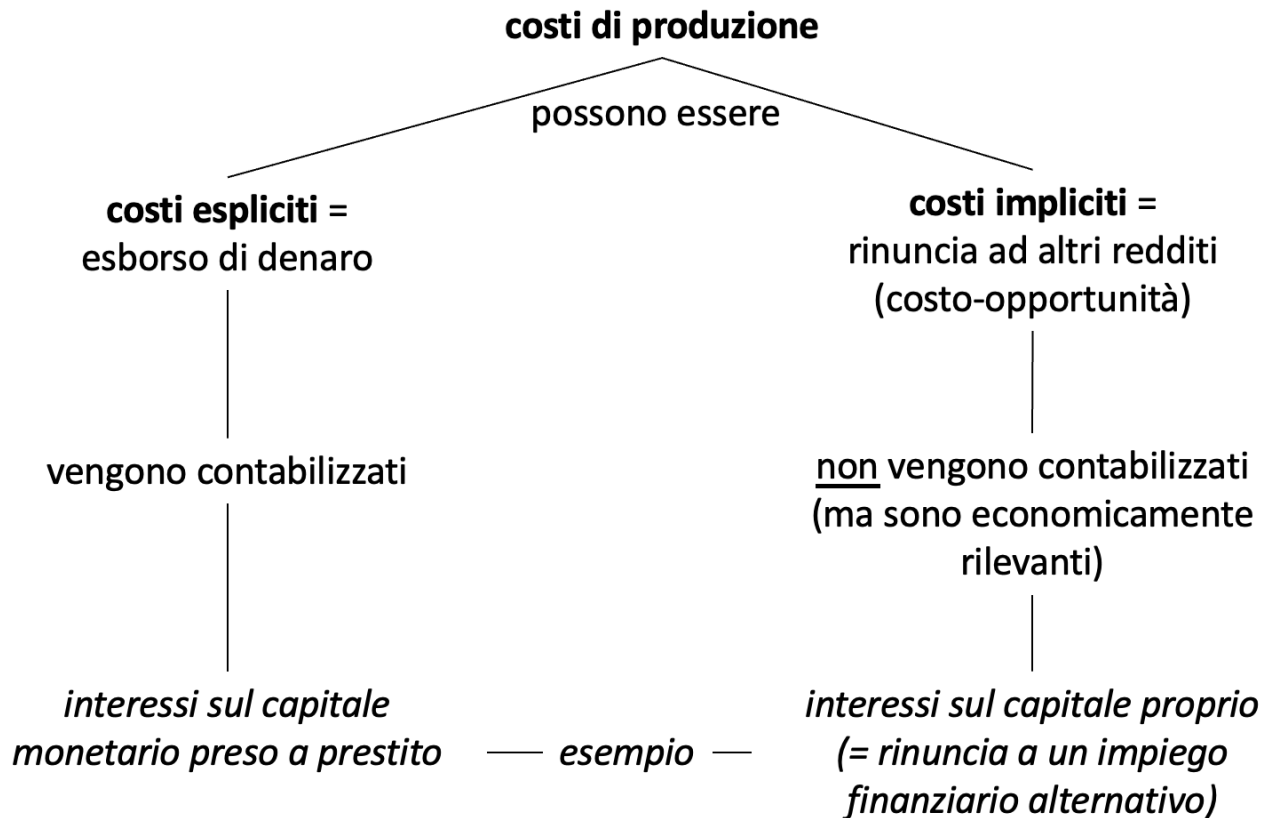 costi di produzione
possono essere
costi espliciti =
esborso di denaro
costi impliciti =
rinuncia ad altri redditi
(costo-opportunità)
vengono contabilizzati
non vengono contabilizzati
(ma sono economicamente
rilevanti)
interessi sul capitale
monetario preso a prestito
esempio
interessi sul capitale proprio
(= rinuncia a un impiego
finanziario alternativo)